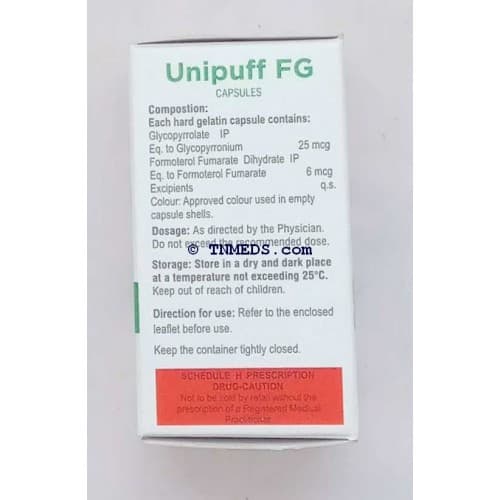 Unipuff FG
CAPSULES
Compostion:
Each hard gelatin capsule contains:
Glycopyrrolate IP
Eq. to Glycopyrronium 25 mcg
Formoterol Fumarate Dihydrate IP
Eq. to Formoterol Fumarate 6 mcg
Excipients q.s.
Colour: Approved colour used in empty
capsule shells.
Dosage: As directed by the Physician.
Do not exceed the recommended dose.
© TNMEDS.com
Storage: Store in a dry and dark place
at a temperature not exceeding 25°C.
Keep out of reach of children.
Direction for use: Refer to the enclosed
leaflet before use.
Keep the container tightly closed.
SCHEDULE H PRESCRIPTION
DRUG-CAUTION
Not to be sold by retail without the
prescription of a Registered Medical
Practitioner